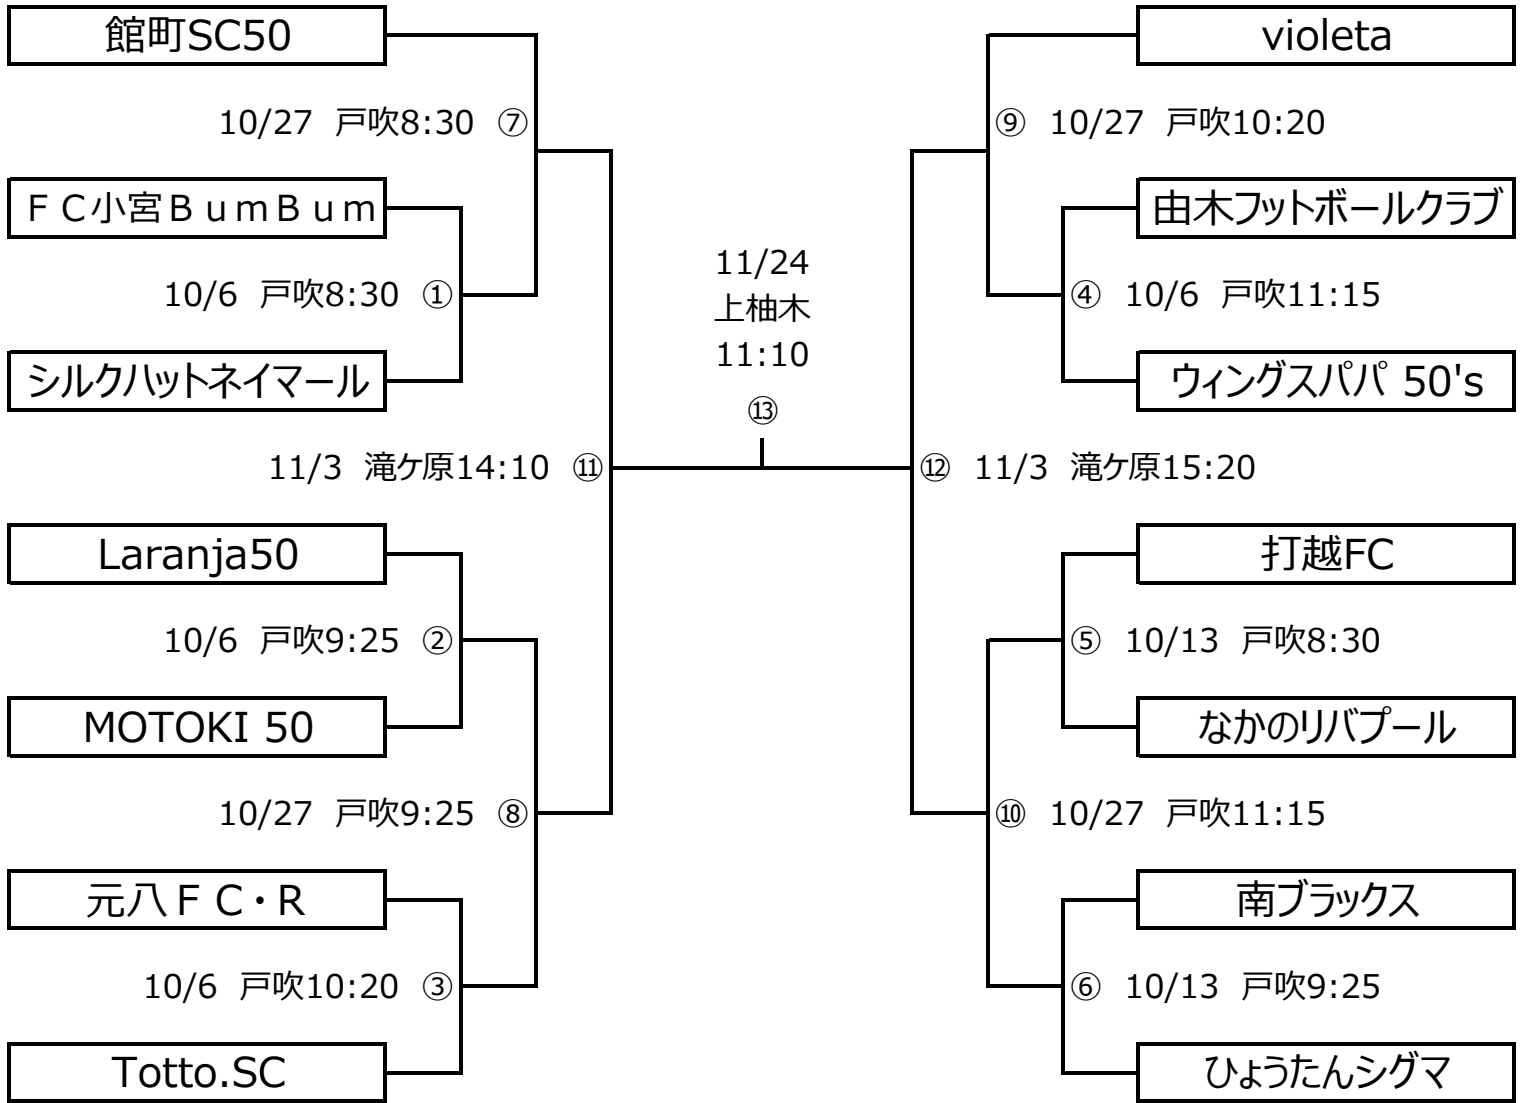 館町SC50
10/27 戸吹8:30 ⑦
ＦＣ小宮ＢｕｍＢｕｍ
10/6 戸吹8:30 ①
シルクハットネイマール
11/3 滝ケ原14:10 ⑪
Laranja50
10/6 戸吹9:25 ②
MOTOKI 50
10/27 戸吹9:25 ⑧
元八ＦＣ・R
10/6 戸吹10:20 ③
Totto.SC
11/24
上柚木
11:10
⑬
violeta
⑨ 10/27 戸吹10:20
由木フットボールクラブ
④ 10/6 戸吹11:15
ウィングスパパ 50's
⑫ 11/3 滝ケ原15:20
打越FC
⑤ 10/13 戸吹8:30
なかのリバプール
⑩ 10/27 戸吹11:15
南ブラックス
⑥ 10/13 戸吹9:25
ひょうたんシグマ